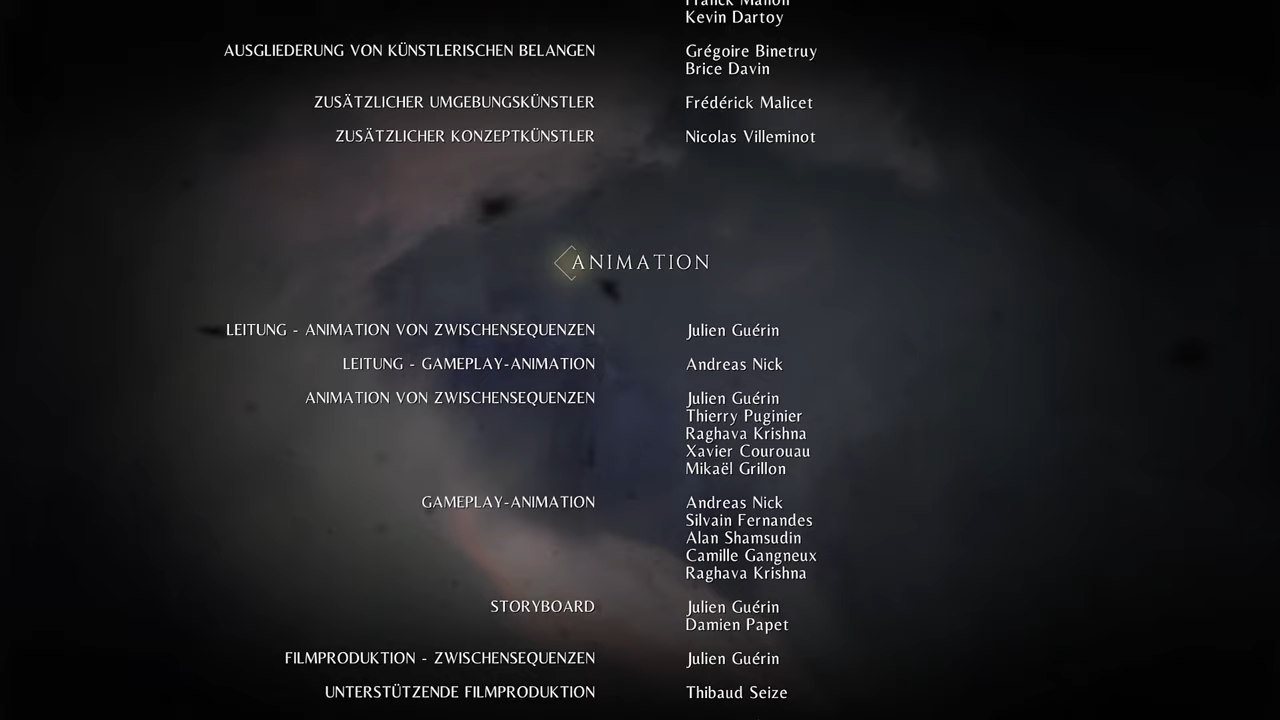 Franck Manon
Kevin Dartoy
AUSGLIEDERUNG VON KÜNSTLERISCHEN BELANGEN Grégoire Binetruy
Brice Davin
ZUSÄTZLICHER UMGEBUNGSKÜNSTLER Frédérick Malicet
ZUSÄTZLICHER KONZEPTKÜNSTLER Nicolas Villeminot
ANIMATION
LEITUNG - ANIMATION VON ZWISCHENSEQUENZEN Julien Guérin
LEITUNG - GAMEPLAY-ANIMATION Andreas Nick
ANIMATION VON ZWISCHENSEQUENZEN Julien Guérin
Thierry Puginier
Raghava Krishna
Xavier Courouau
Mikaël Grillon
GAMEPLAY-ANIMATION Andreas Nick
Silvain Fernandes
Alan Shamsudin
Camille Gangneux
Raghava Krishna
STORYBOARD Julien Guérin
Damien Papet
FILMPRODUKTION - ZWISCHENSEQUENZEN Julien Guérin
UNTERSTÜTZENDE FILMPRODUKTION Thibaud Seize